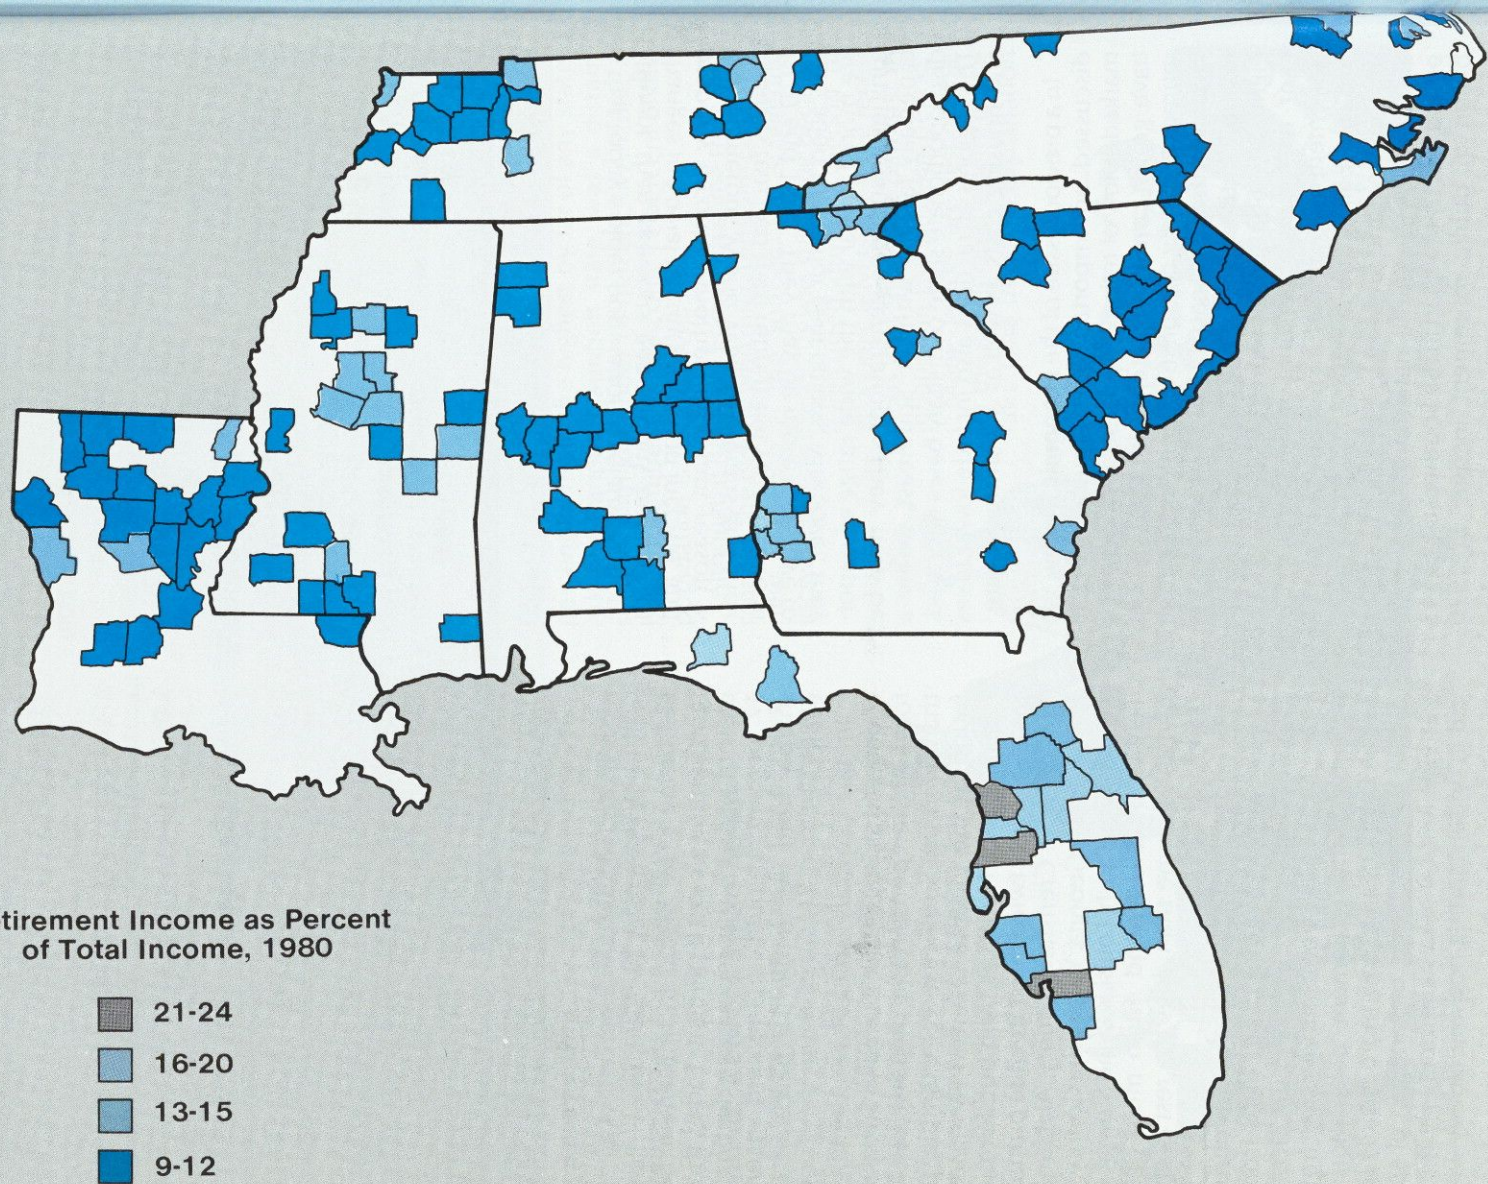 tirement Income as Percent
of Total Income, 1980
21-24
16-20
13-15
9-12